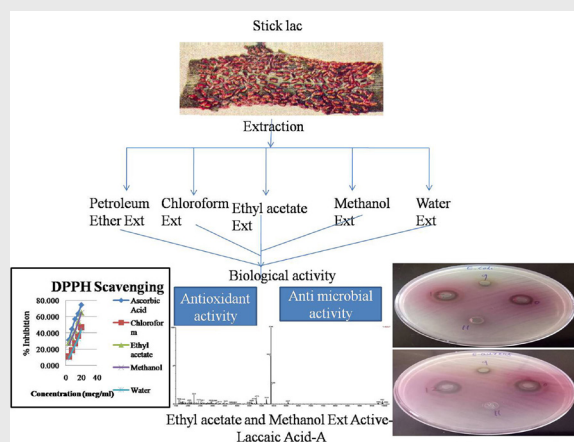 Stick lac
Extraction
Petroleum
Ether Ext
Chloroform
Ext
Ethyl acetate
Ext
Methanol
Ext
Water
Ext
Biological activity
Antioxidant
activity
Anti microbial
activity
DPPH Scavenging
% Inhibition
80.000
60.000
40.000
20.000
0.000
0 20 40
Concentration (mcg/ml)
Ascorbic
Acid
Chlorofor
m
Ethyl
acetate
Methanol
Water
Ethyl acetate and Methanol Ext Active-
Laccaic Acid-A